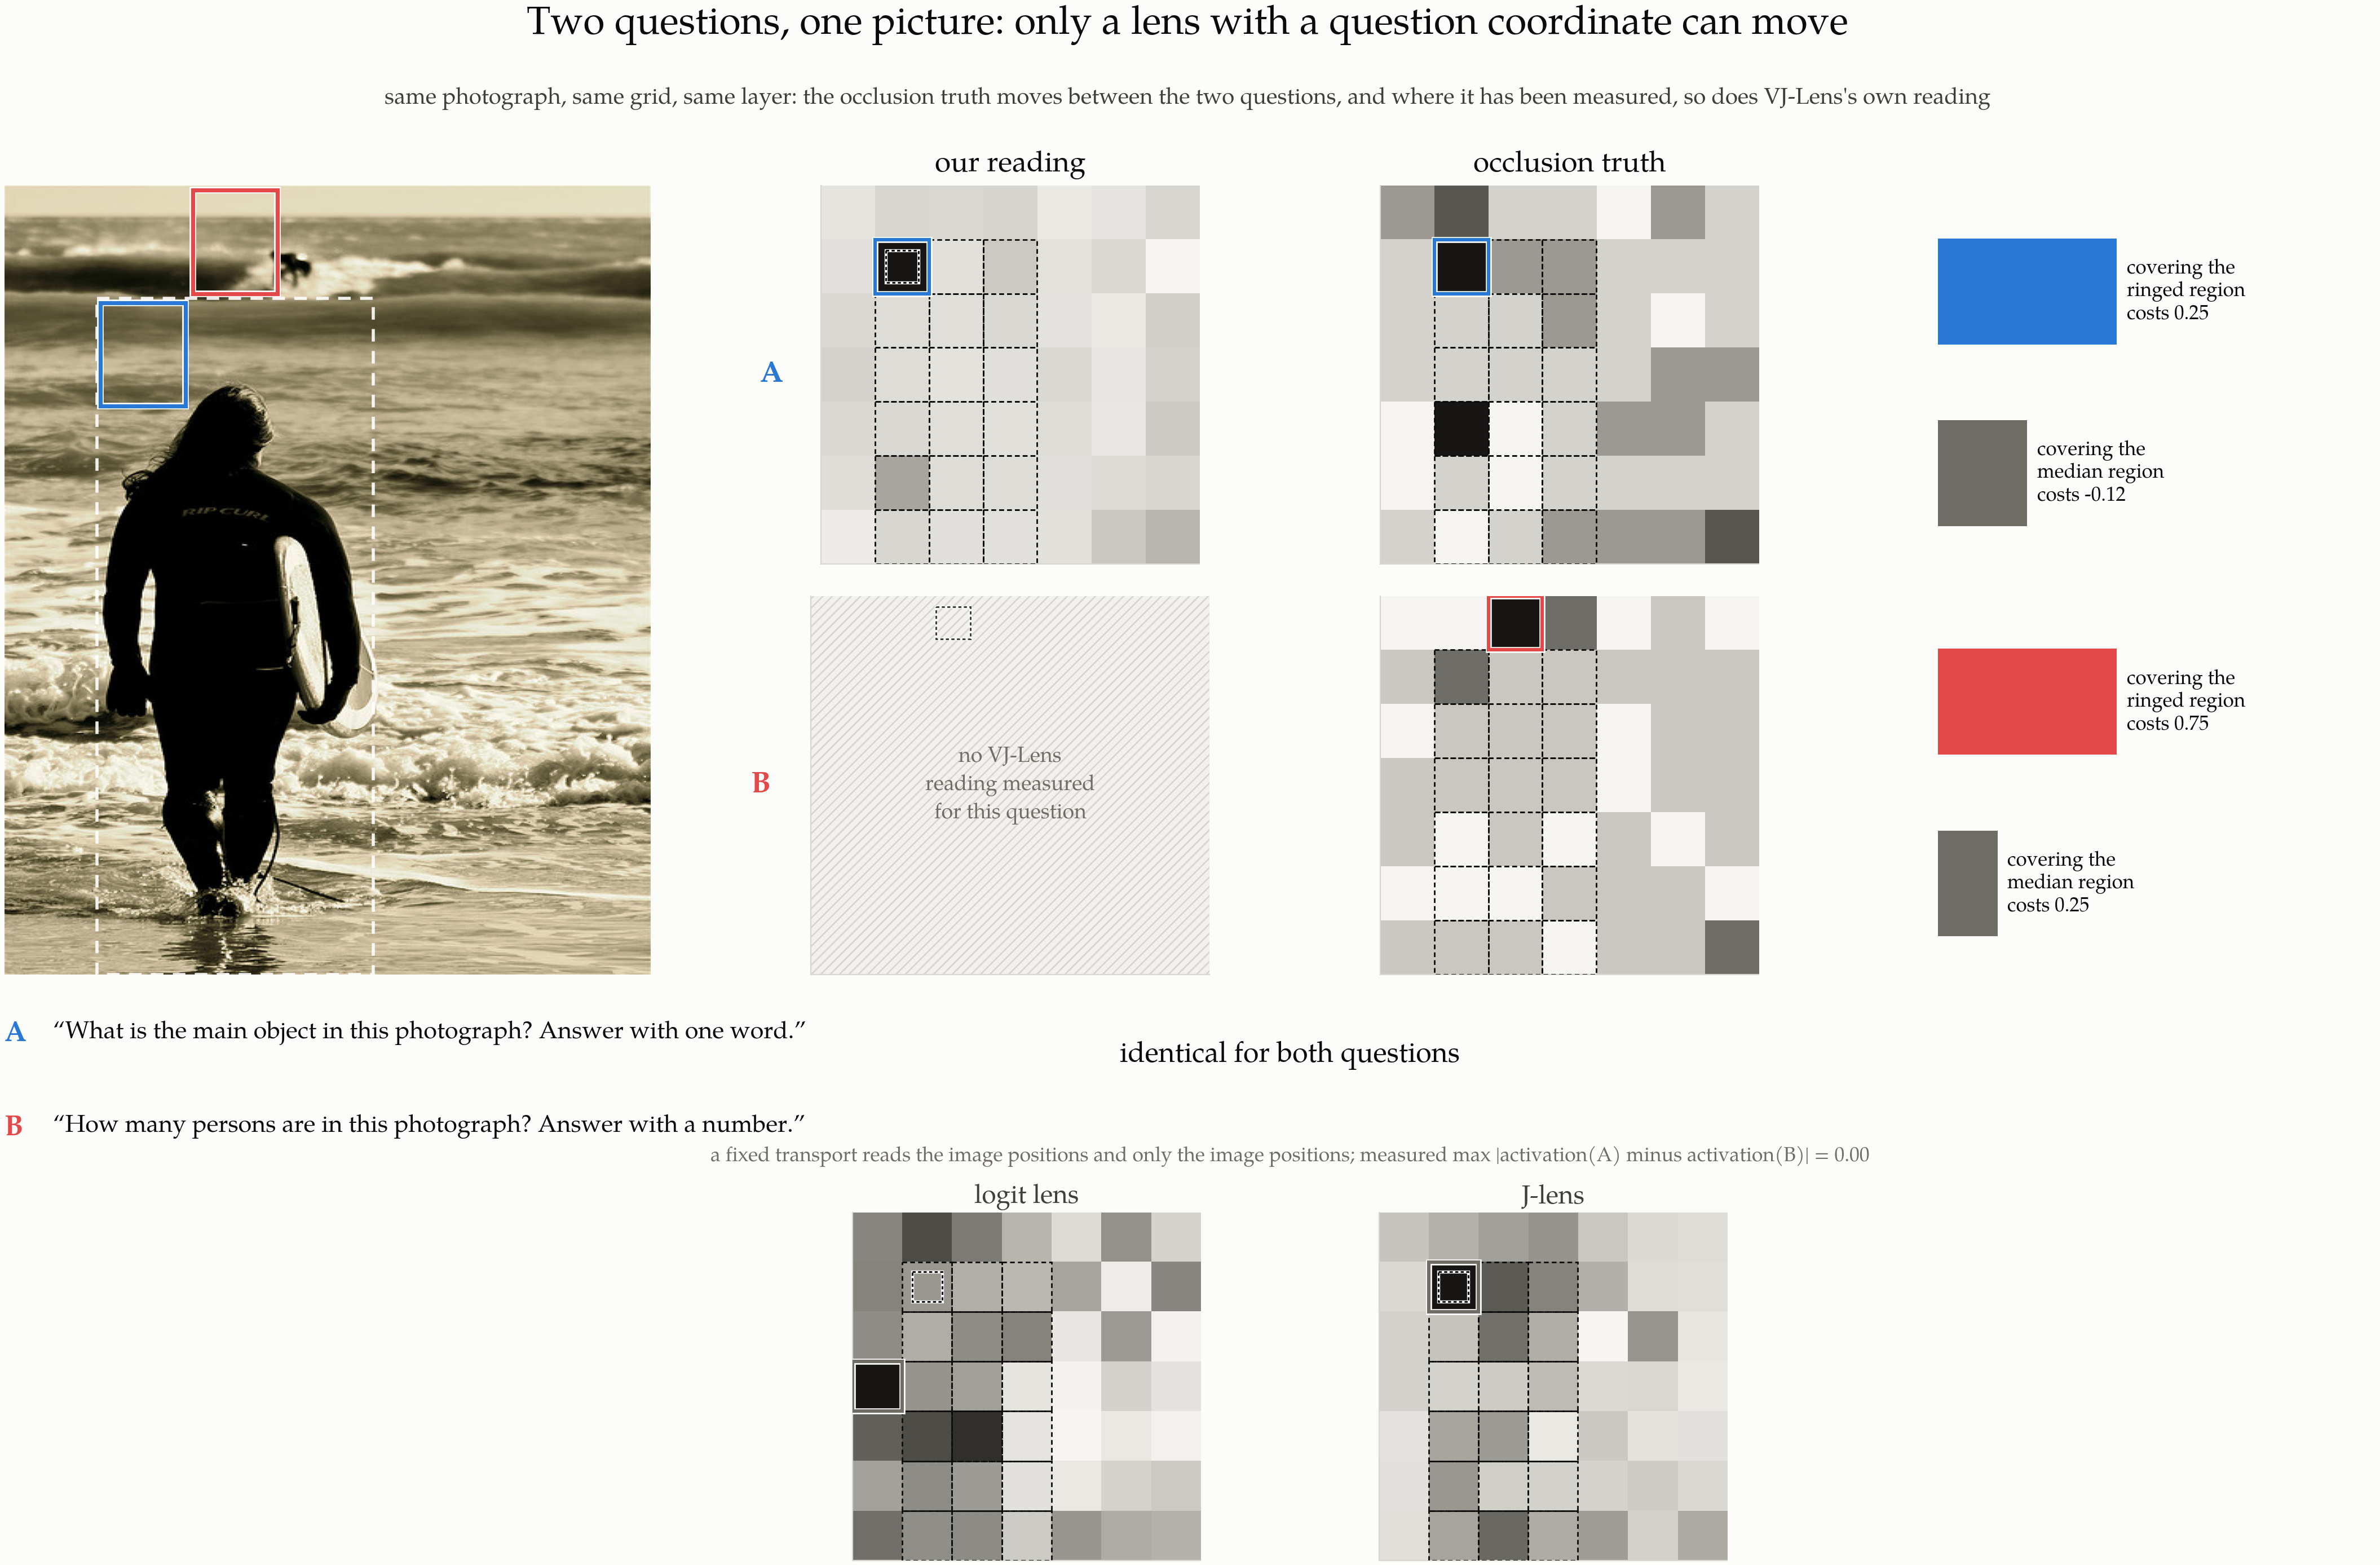 Two questions, one picture: only a lens with a question coordinate can move
same photograph, same grid, same layer: the occlusion truth moves between the two questions, and where it has been measured, so does VJ-Lens's own reading
our reading
occlusion truth
RIP CURL
A
covering the
ringed region
costs 0.25
covering the
median region
costs -0.12
B
no VJ-Lens
reading measured
for this question
covering the
ringed region
costs 0.75
covering the
median region
costs 0.25
A “What is the main object in this photograph? Answer with one word.”
identical for both questions
B “How many persons are in this photograph? Answer with a number.”
a fixed transport reads the image positions and only the image positions; measured max |activation(A) minus activation(B)| = 0.00
logit lens
J-lens